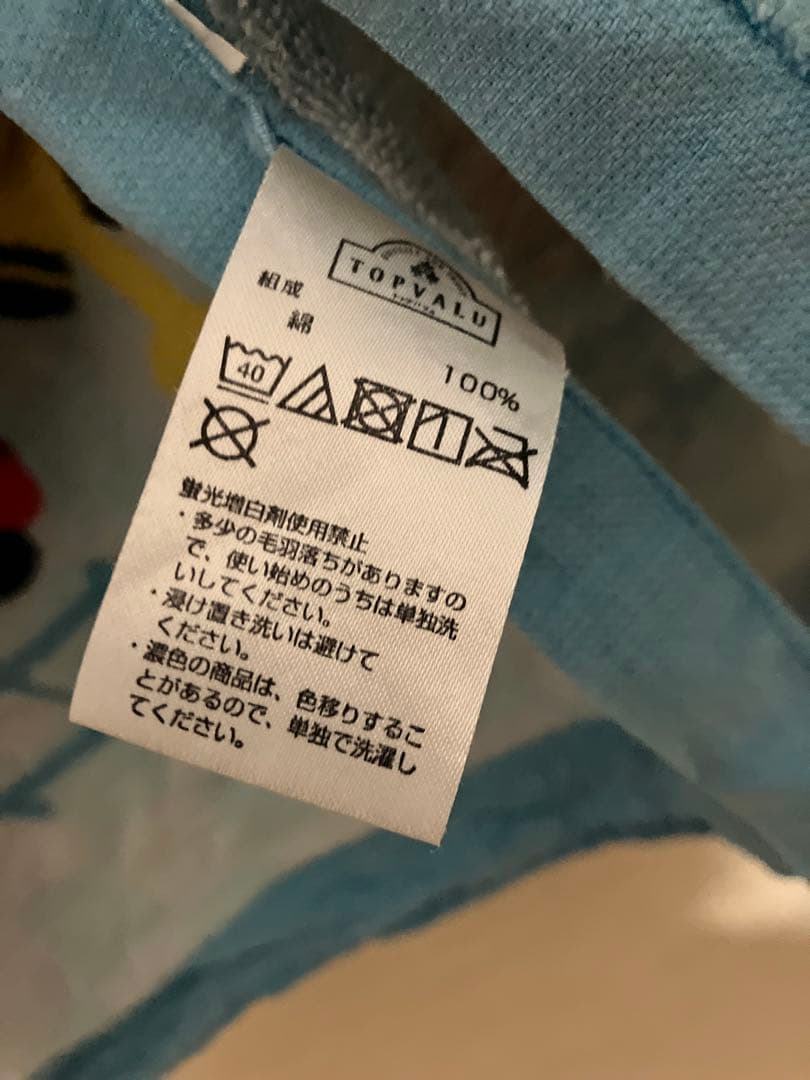 TOPVALU
組成
綿
100%
40
蛍光増白剤使用禁止
・多少の毛羽落ちがありますの
で、使い始めのうちは単独洗
いしてください。
・浸け置き洗いは避けて
ください。
・濃色の商品は、色移りするこ
とがあるので、単独で洗濯し
てください。